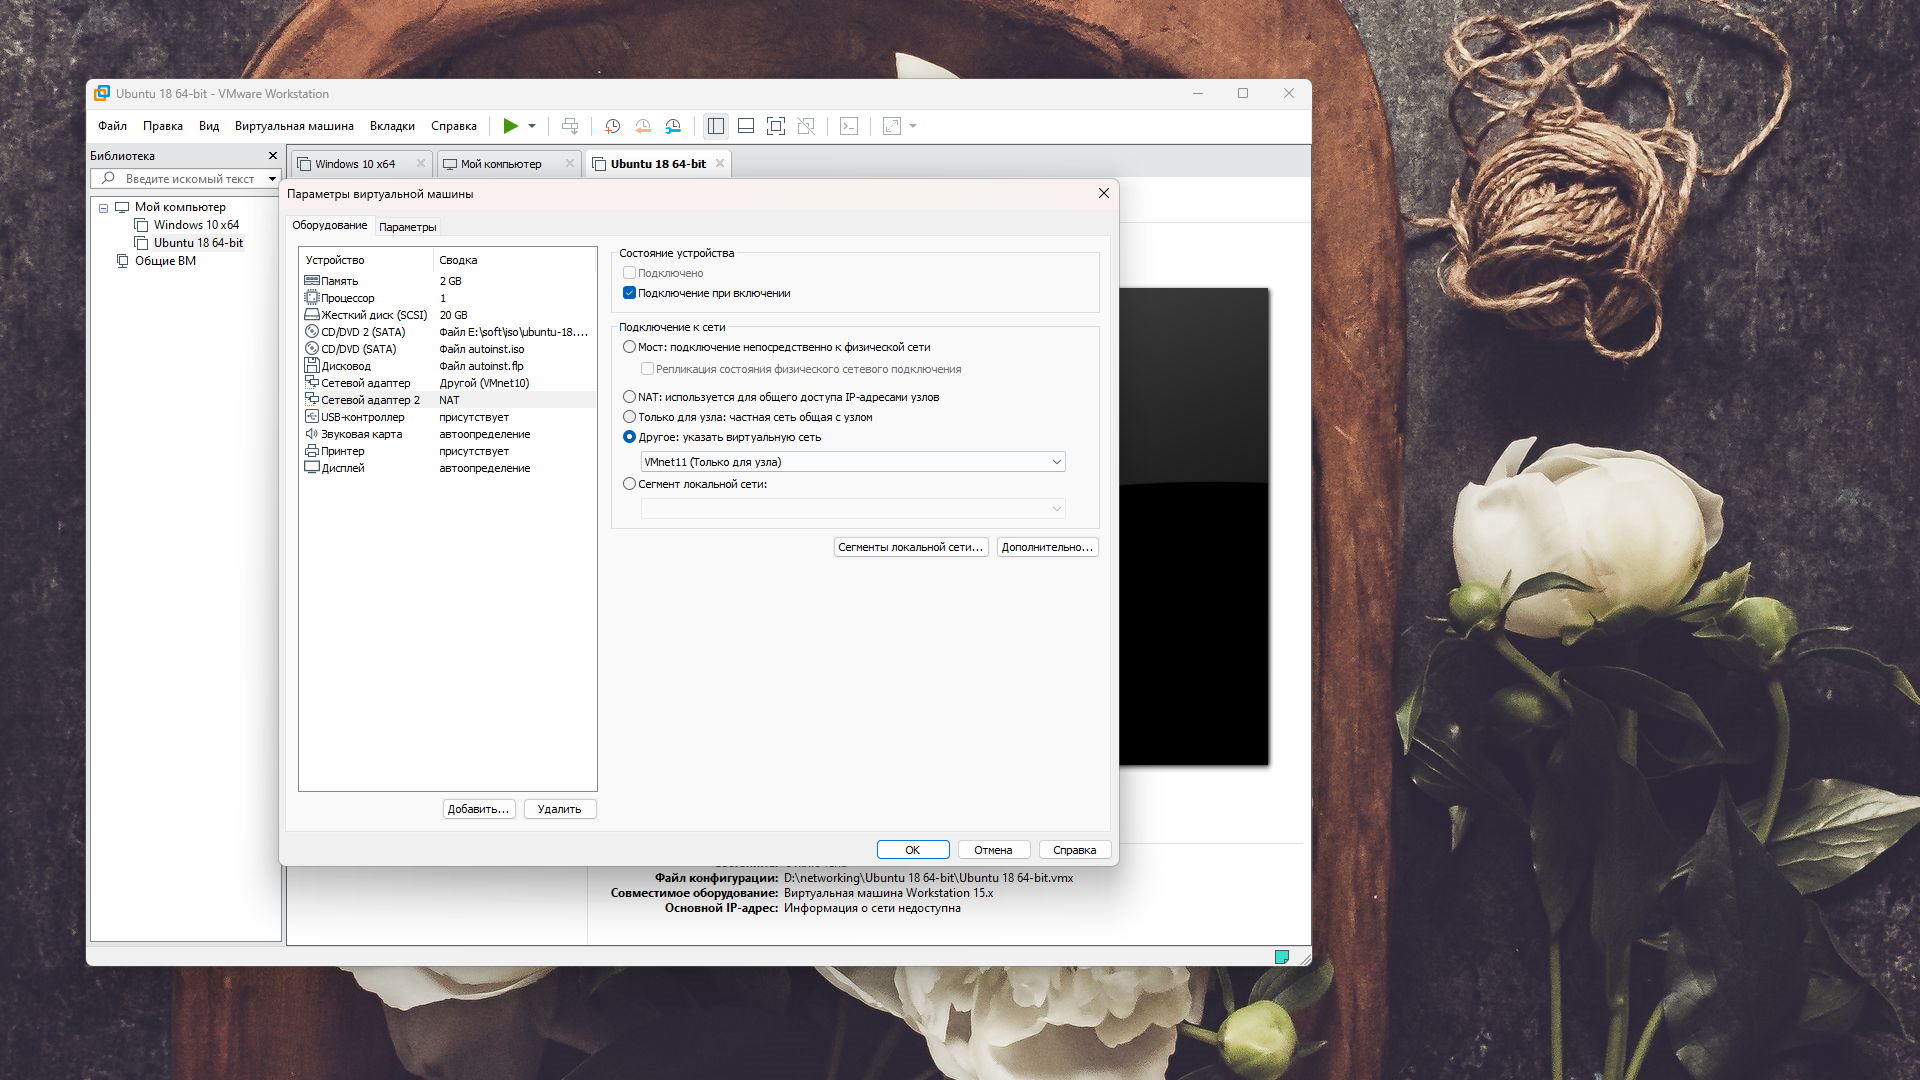 Ubuntu 18 64-bit - VMware Workstation
Файл Правка Вид Виртуальная машина Вкладки Справка
Библиотека
Введите искомый текст
Мой компьютер
Windows 10 x64
Ubuntu 18 64-bit
Общие ВМ
Windows 10 x64 Мой компьютер Ubuntu 18 64-bit
Параметры виртуальной машины
Оборудование Параметры
Устройство Сводка
Память 2 GB
Процессор 1
Жесткий диск (SCSI) 20 GB
CD/DVD 2 (SATA) Файл E:\soft\iso\ubuntu-18....
CD/DVD (SATA) Файл autoinst.iso
Дисковод Файл autoinst.flp
Сетевой адаптер Другой (VMnet10)
Сетевой адаптер 2 NAT
USB-контроллер присутствует
Звуковая карта автоопределение
Принтер присутствует
Дисплей автоопределение
Добавить... Удалить
Состояние устройства
Подключено
Подключение при включении
Подключение к сети
Мост: подключение непосредственно к физической сети
Репликация состояния физического сетевого подключения
NAT: используется для общего доступа IP-адресами узлов
Только для узла: частная сеть общая с узлом
Другое: указать виртуальную сеть
VMnet11 (Только для узла)
Сегмент локальной сети:
Сегменты локальной сети... Дополнительно...
OK Отмена Справка
Файл конфигурации: D:\networking\Ubuntu 18 64-bit\Ubuntu 18 64-bit.vmx
Совместимое оборудование: Виртуальная машина Workstation 15.x
Основной IP-адрес: Информация о сети недоступна